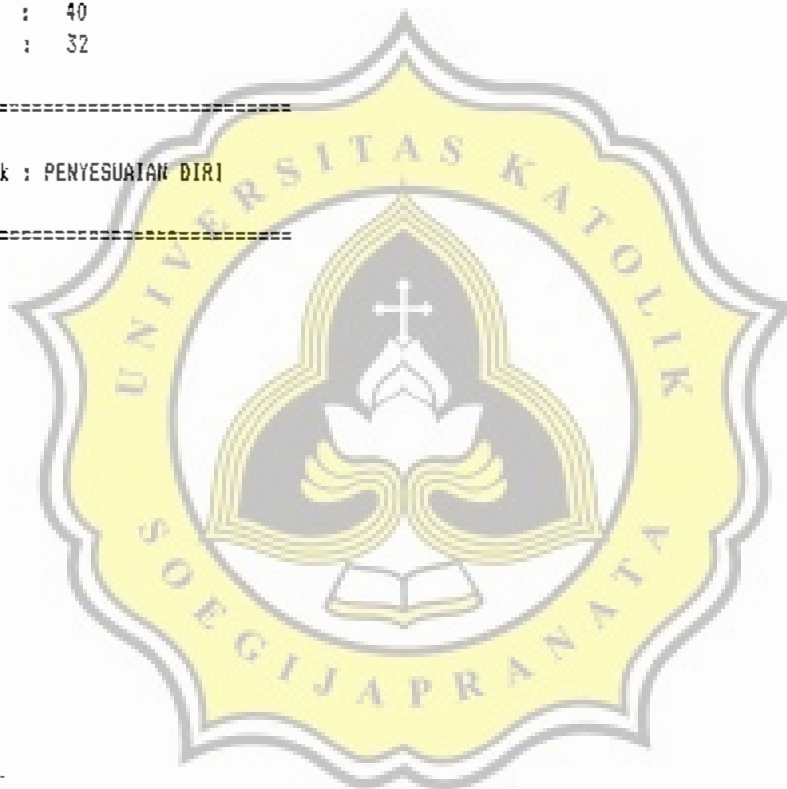 : 40
: 32
==========================
k : PENYESUAIAN DIRI
==========================
UNIVERSITAS KATOLIK
SOEGIJAPRANATA
-